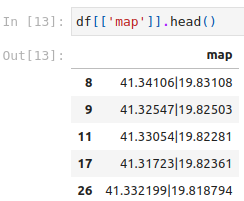 In [13]: df[['map']].head()
Out[13]:
map
8 41.34106|19.83108
9 41.32547|19.82503
11 41.33054|19.82281
17 41.31723|19.82361
26 41.332199|19.818794